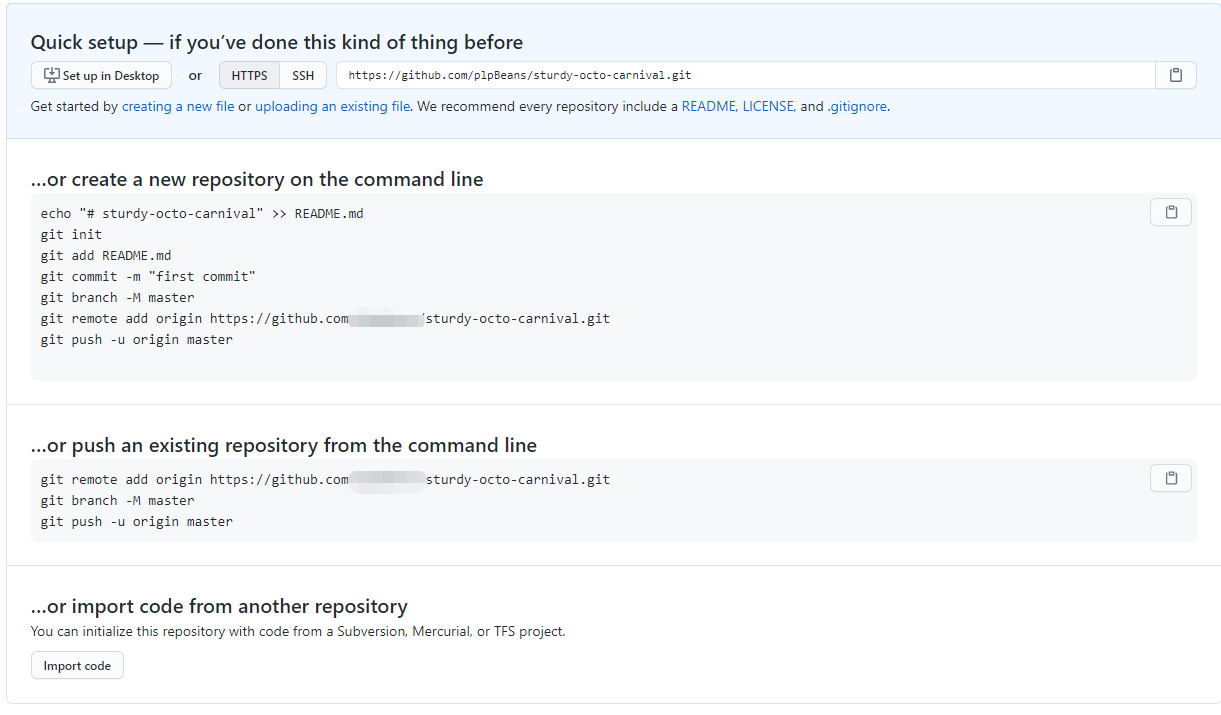 Quick setup — if you’ve done this kind of thing before
Set up in Desktop or HTTPS SSH https://github.com/plpBeans/sturdy-octo-carnival.git
Get started by creating a new file or uploading an existing file. We recommend every repository include a README, LICENSE, and .gitignore.
…or create a new repository on the command line
echo "# sturdy-octo-carnival" >> README.md
git init
git add README.md
git commit -m "first commit"
git branch -M master
git remote add origin https://github.com /sturdy-octo-carnival.git
git push -u origin master
…or push an existing repository from the command line
git remote add origin https://github.com sturdy-octo-carnival.git
git branch -M master
git push -u origin master
…or import code from another repository
You can initialize this repository with code from a Subversion, Mercurial, or TFS project.
Import code